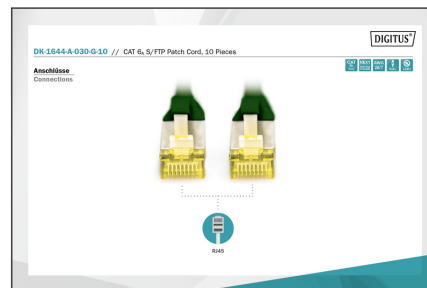 DIGITUS®
DK-1644-A-030-G-10 // CAT 6A S/FTP Patch Cord, 10 Pieces
Anschlüsse
Connections
RJ45